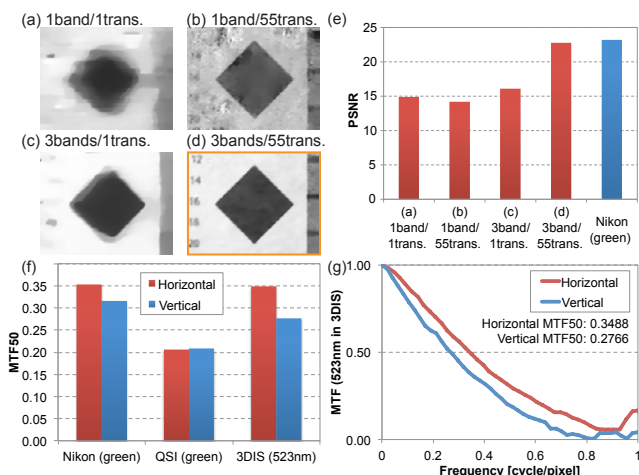 (a) 1band/1trans.
(b) 1band/55trans.
(c) 3bands/1trans.
(d) 3bands/55trans.
12
14
16
18
20
(e)
PSNR
25
20
15
10
5
0
(a) 1band/1trans.
(b) 1band/55trans.
(c) 3band/1trans.
(d) 3band/55trans.
Nikon (green)
(f)
MTF50
0.35
0.30
0.25
0.20
0.15
0.10
0.05
0.00
Horizontal
Vertical
Nikon (green)
QSI (green)
3DIS (523nm)
(g)
MTF (523nm in 3DIS)
1.00
0.50
0.00
Horizontal
Vertical
Horizontal MTF50: 0.3488
Vertical MTF50: 0.2766
0
0.2
0.4
0.6
0.8
1
Frequency [cycle/pixel]